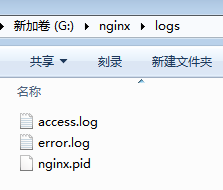 新加卷 (G:) ▸ nginx ▸ logs
共享 刻录 新建文件夹
名称
access.log
error.log
nginx.pid